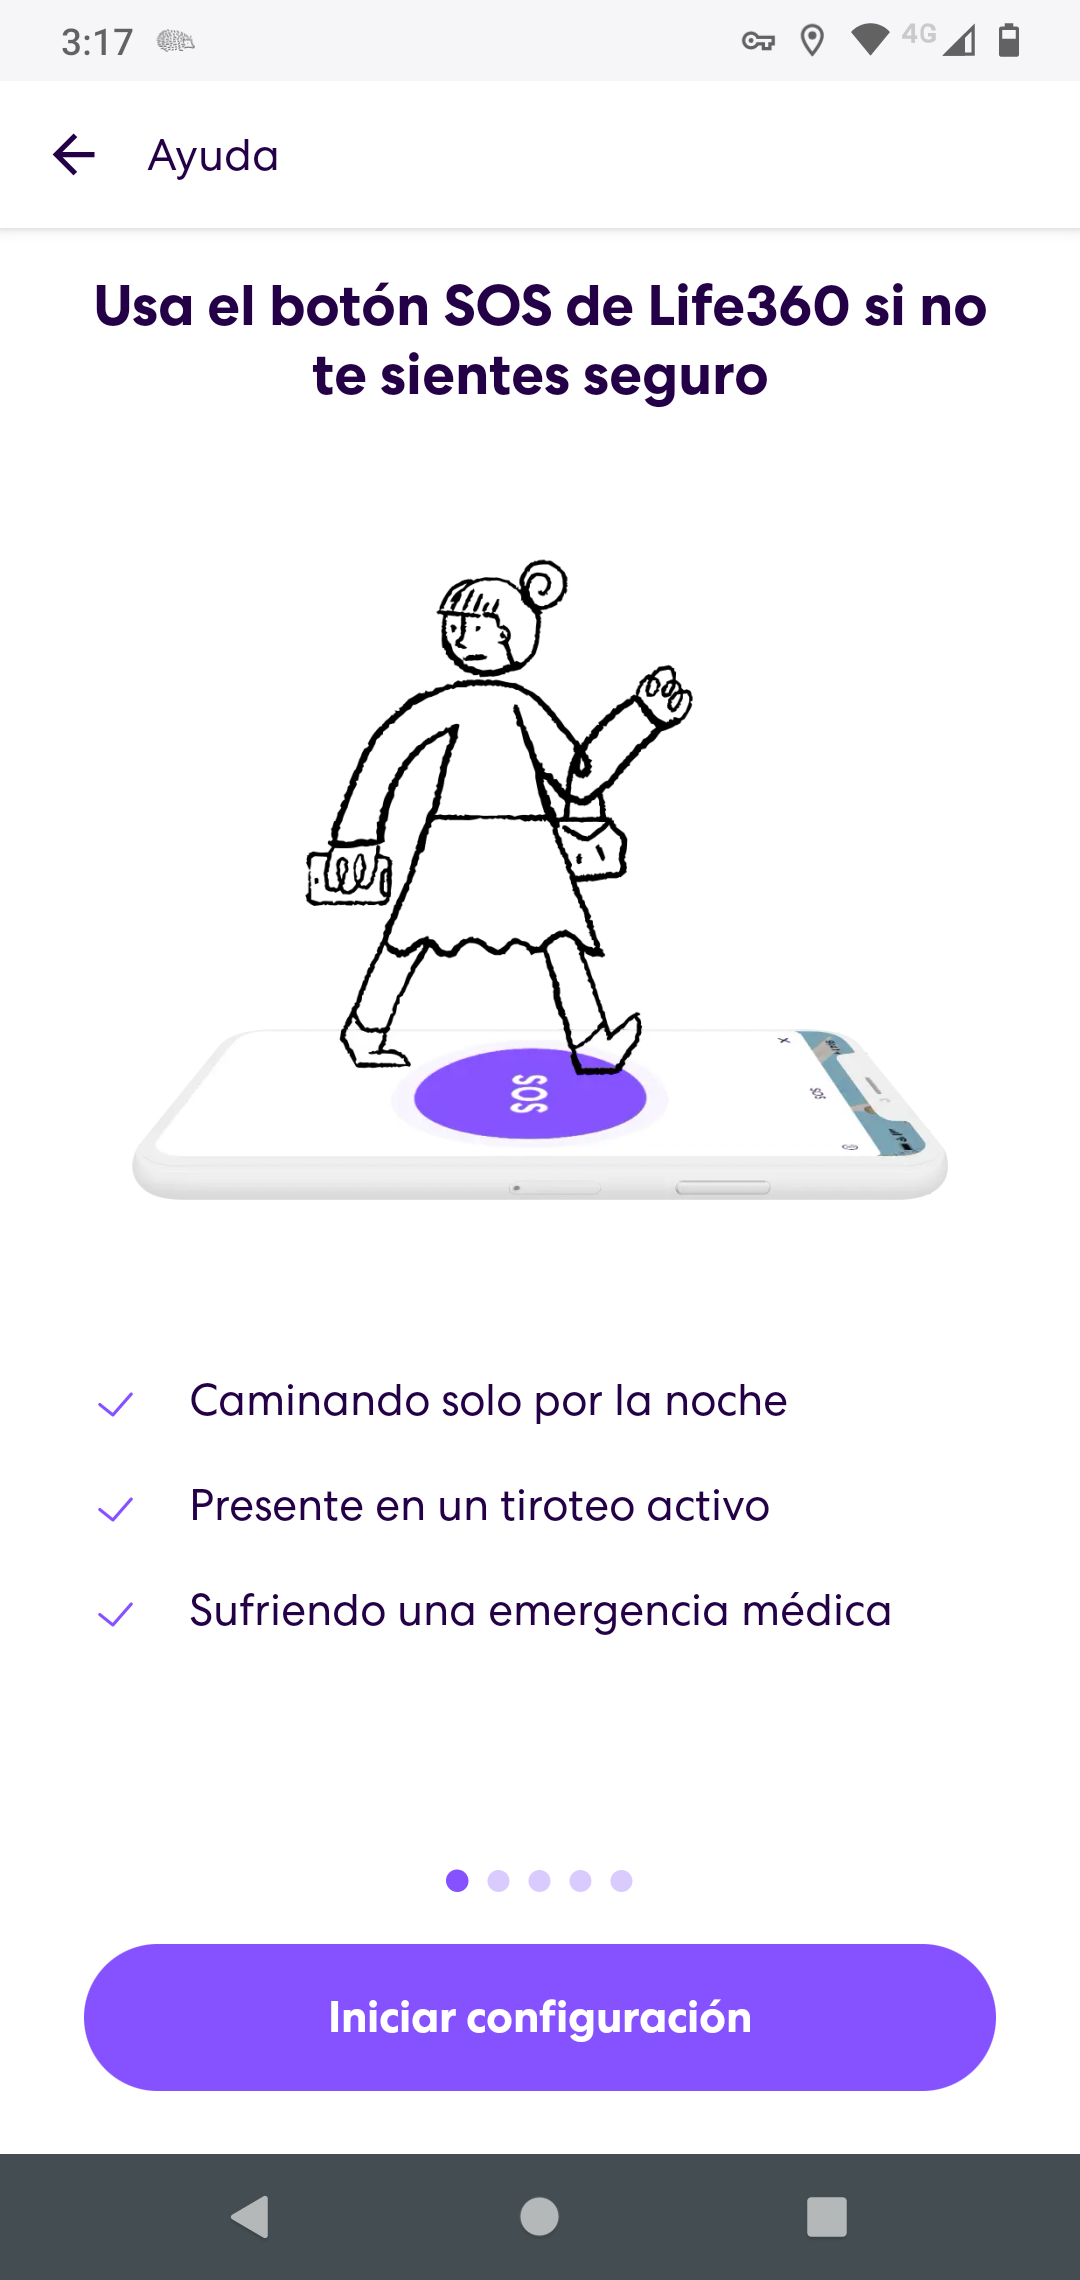 3:17
4G
Ayuda
Usa el botón SOS de Life360 si no
te sientes seguro
SOS
SOS
Caminando solo por la noche
Presente en un tiroteo activo
Sufriendo una emergencia médica
Iniciar configuración